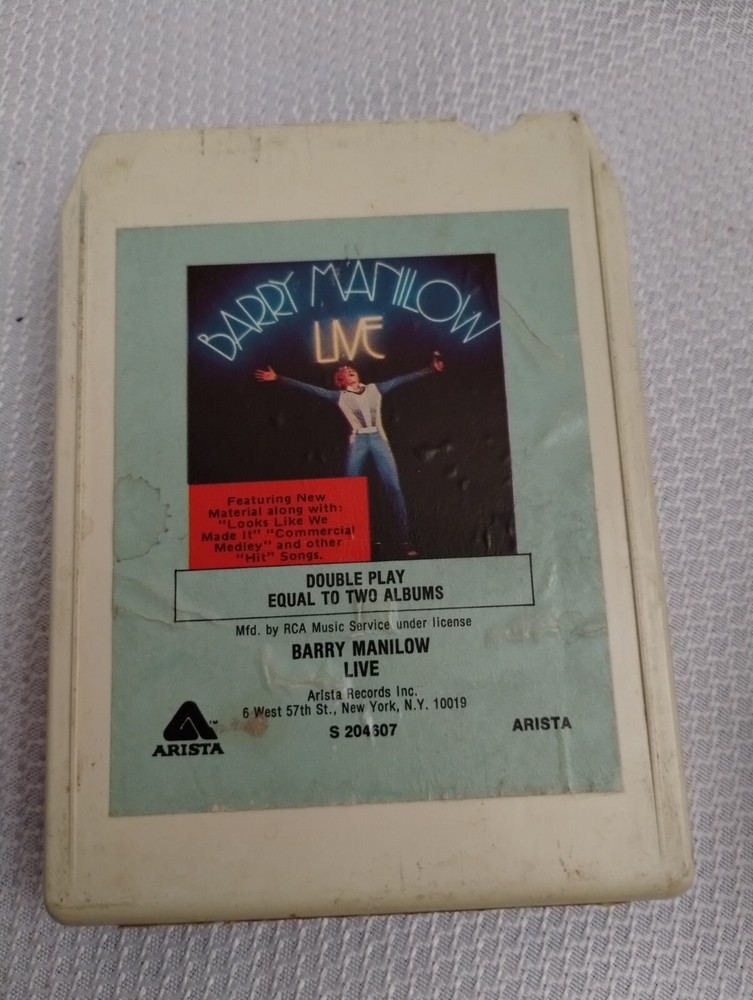 BARRY MANILOW
LIVE
Featuring New
Material along with:
"Looks Like We
Made It" "Commercial
Medley" and other
"Hit" Songs.
DOUBLE PLAY
EQUAL TO TWO ALBUMS
Mfd. by RCA Music Service under license
BARRY MANILOW
LIVE
Arista Records Inc.
6 West 57th St., New York, N.Y. 10019
S 204607
ARISTA
TM
ARISTA